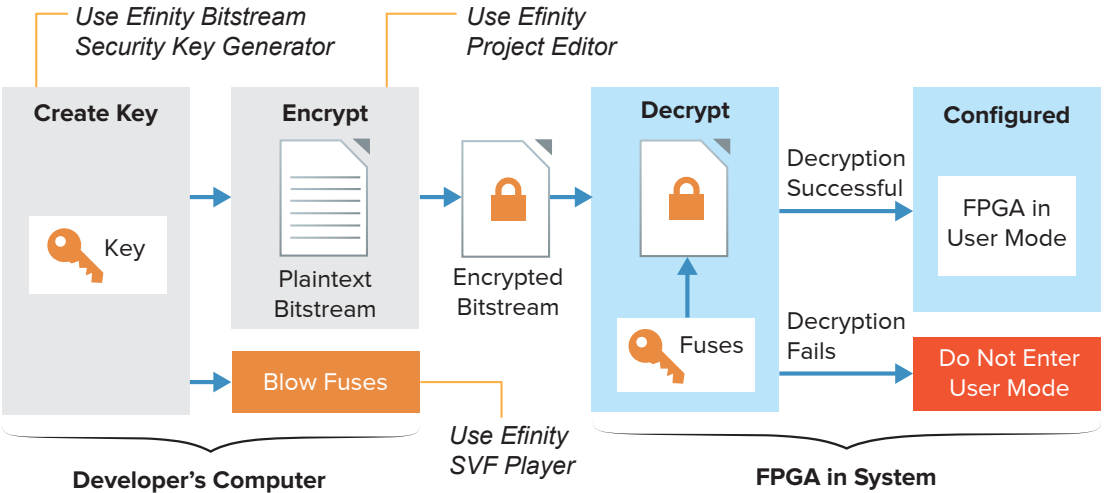 Use Efinity Bitstream
Security Key Generator
Use Efinity
Project Editor
Create Key
Key
Encrypt
Plaintext
Bitstream
Encrypted
Bitstream
Blow Fuses
Use Efinity
SVF Player
Developer's Computer
Decrypt
Fuses
Decryption
Successful
Decryption
Fails
Configured
FPGA in
User Mode
Do Not Enter
User Mode
FPGA in System